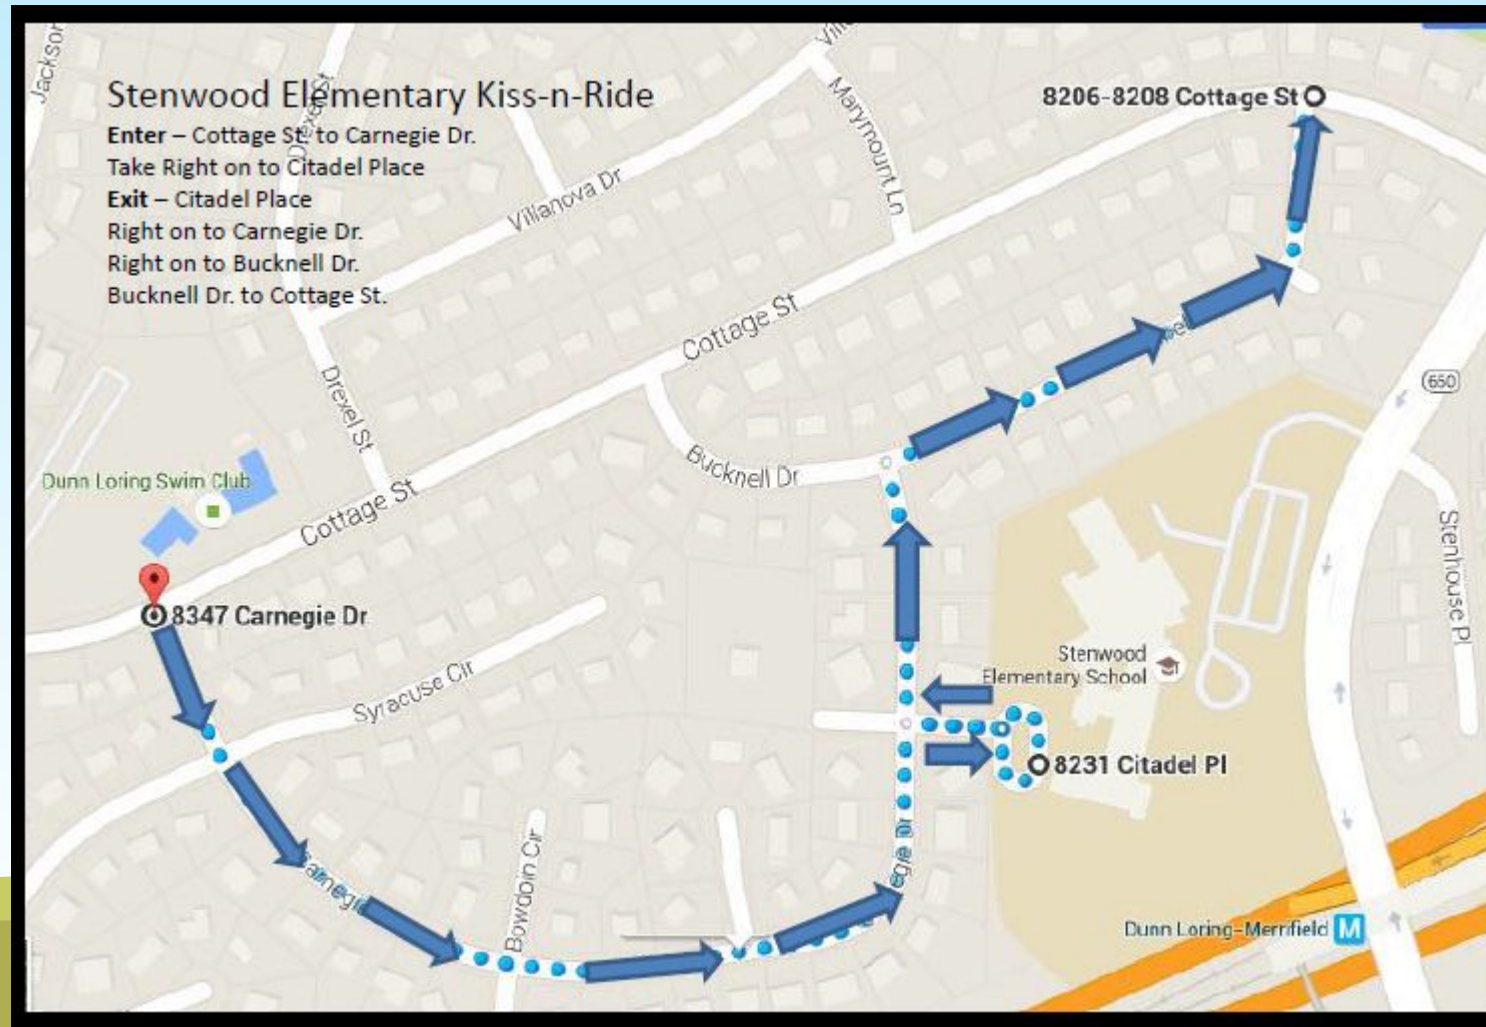 Jackson
Stenwood Elementary Kiss-n-Ride
Enter – Cottage St. to Carnegie Dr.
Take Right on to Citadel Place
Exit – Citadel Place
Right on to Carnegie Dr.
Right on to Bucknell Dr.
Bucknell Dr. to Cottage St.
Drexel St
Villanova Dr
Marymount Ln
8206-8208 Cottage St
Cottage St
Drexel St
650
Bucknell Dr
Dunn Loring Swim Club
Cottage St
Stenhouse Pl
8347 Carnegie Dr
Syracuse Cir
Stenwood
Elementary School
8231 Citadel Pl
Bowdoin Cir
Dunn Loring-Merrifield M